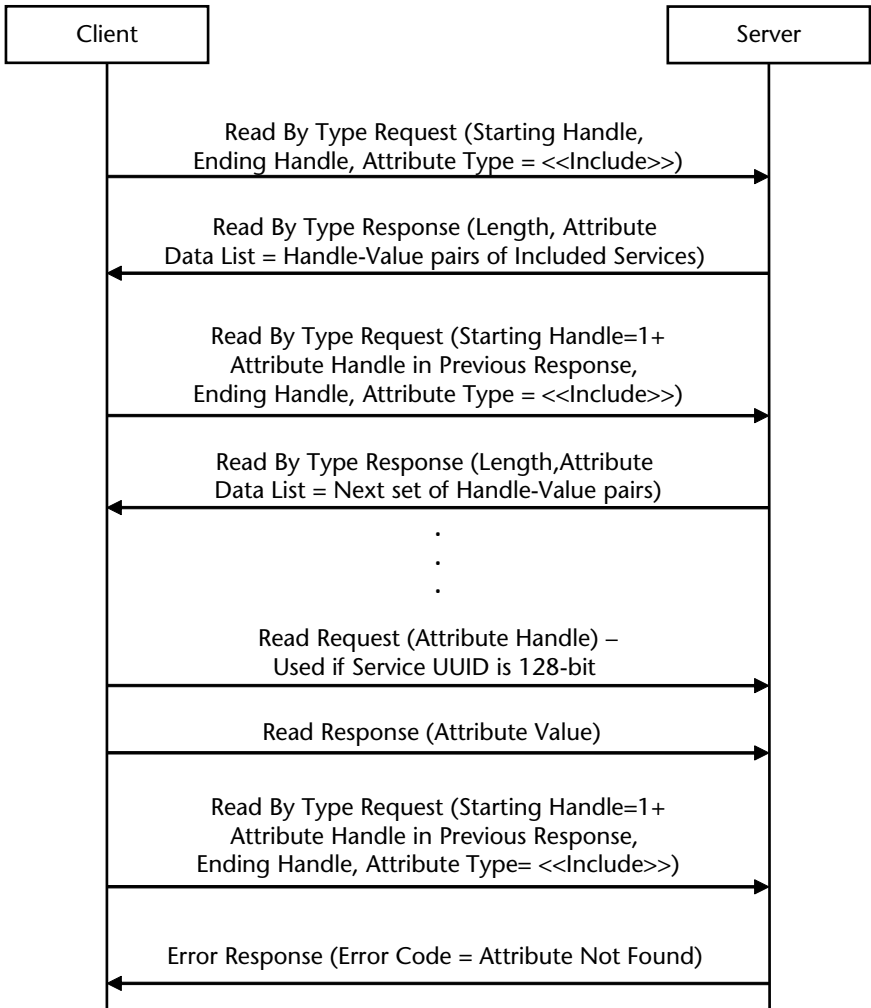 Client
Server
Read By Type Request (Starting Handle,
Ending Handle, Attribute Type = <<Include>>)
Read By Type Response (Length, Attribute
Data List = Handle-Value pairs of Included Services)
Read By Type Request (Starting Handle=1+
Attribute Handle in Previous Response,
Ending Handle, Attribute Type = <<Include>>)
Read By Type Response (Length,Attribute
Data List = Next set of Handle-Value pairs)
.
.
.
Read Request (Attribute Handle) –
Used if Service UUID is 128-bit
Read Response (Attribute Value)
Read By Type Request (Starting Handle=1+
Attribute Handle in Previous Response,
Ending Handle, Attribute Type= <<Include>>)
Error Response (Error Code = Attribute Not Found)